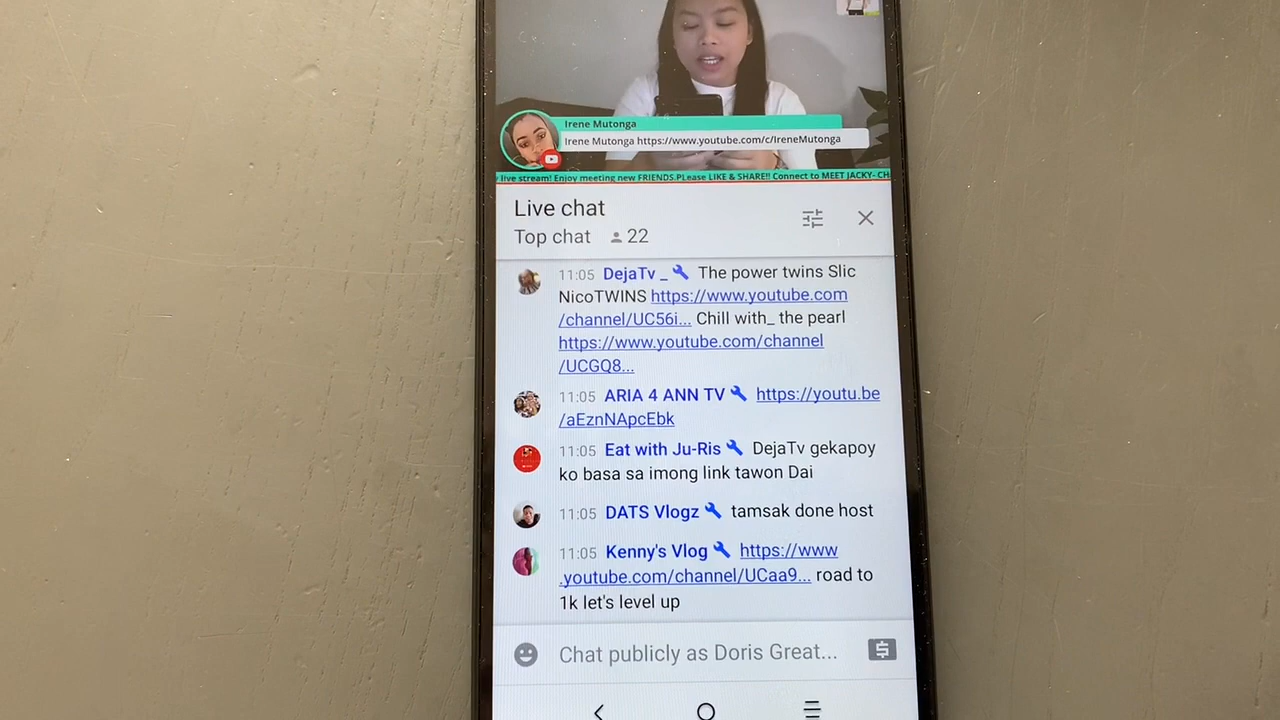 Irene Mutonga
Irene Mutonga https://www.youtube.com/c/IreneMutonga
live stream! Enjoy meeting new FRIENDS.PLease LIKE & SHARE!! Connect to MEET JACKY- CH
Live chat
Top chat 22
11:05 DejaTv _ The power twins Slic
NicoTWINS https://www.youtube.com
/channel/UC56i... Chill with_ the pearl
https://www.youtube.com/channel
/UCGQ8...
11:05 ARIA 4 ANN TV https://youtu.be
/aEznNApcEbk
11:05 Eat with Ju-Ris DejaTv gekapoy
ko basa sa imong link tawon Dai
11:05 DATS Vlogz tamsak done host
11:05 Kenny's Vlog https://www
.youtube.com/channel/UCaa9... road to
1k let's level up
Chat publicly as Doris Great...